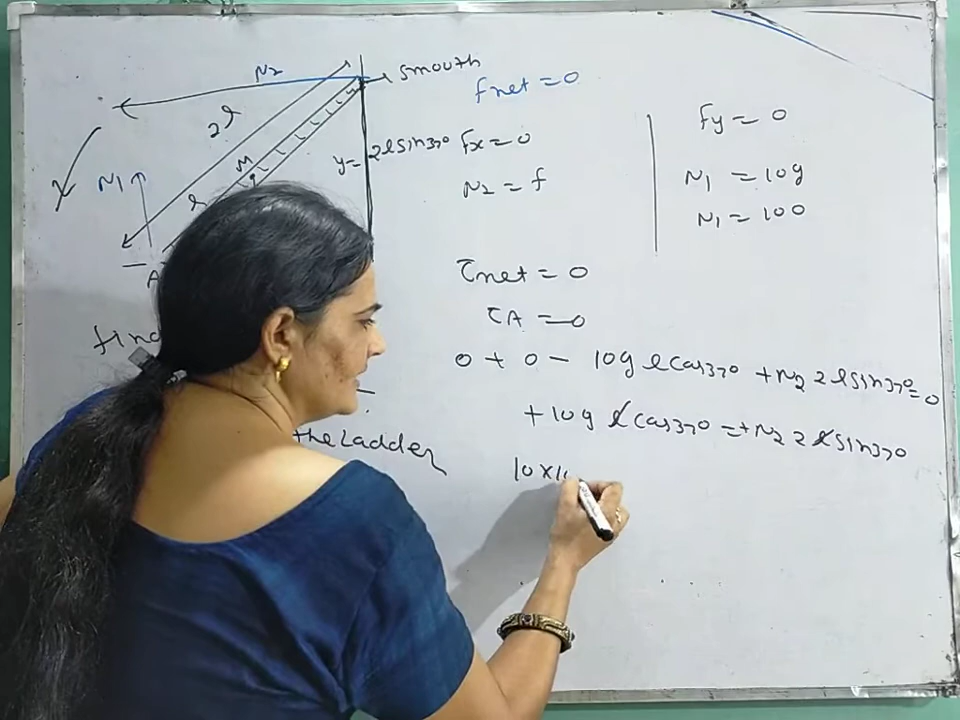 N2
smooth
2l
M
y = 2l sin37°
N1
l
A
find
the Ladder
fnet = 0
fx = 0
N2 = f
fy = 0
N1 = 10g
N1 = 100
τnet = 0
τA = 0
0 + 0 - 10g l cos37° + N2 2l sin37° = 0
+ 10g l cos37° = + N2 2l sin37°
10 x 1